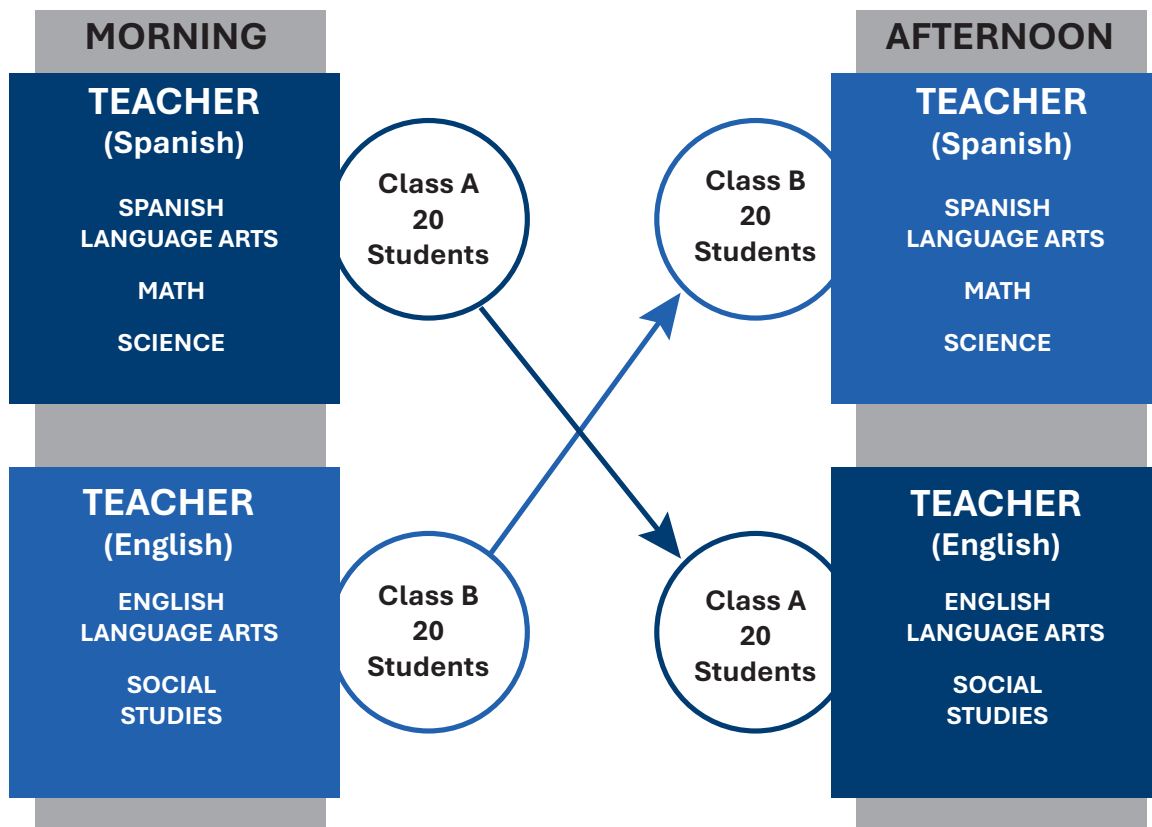 MORNING
TEACHER
(Spanish)
SPANISH
LANGUAGE ARTS
MATH
SCIENCE
Class A
20
Students
TEACHER
(English)
ENGLISH
LANGUAGE ARTS
SOCIAL
STUDIES
Class B
20
Students
AFTERNOON
Class B
20
Students
TEACHER
(Spanish)
SPANISH
LANGUAGE ARTS
MATH
SCIENCE
Class A
20
Students
TEACHER
(English)
ENGLISH
LANGUAGE ARTS
SOCIAL
STUDIES